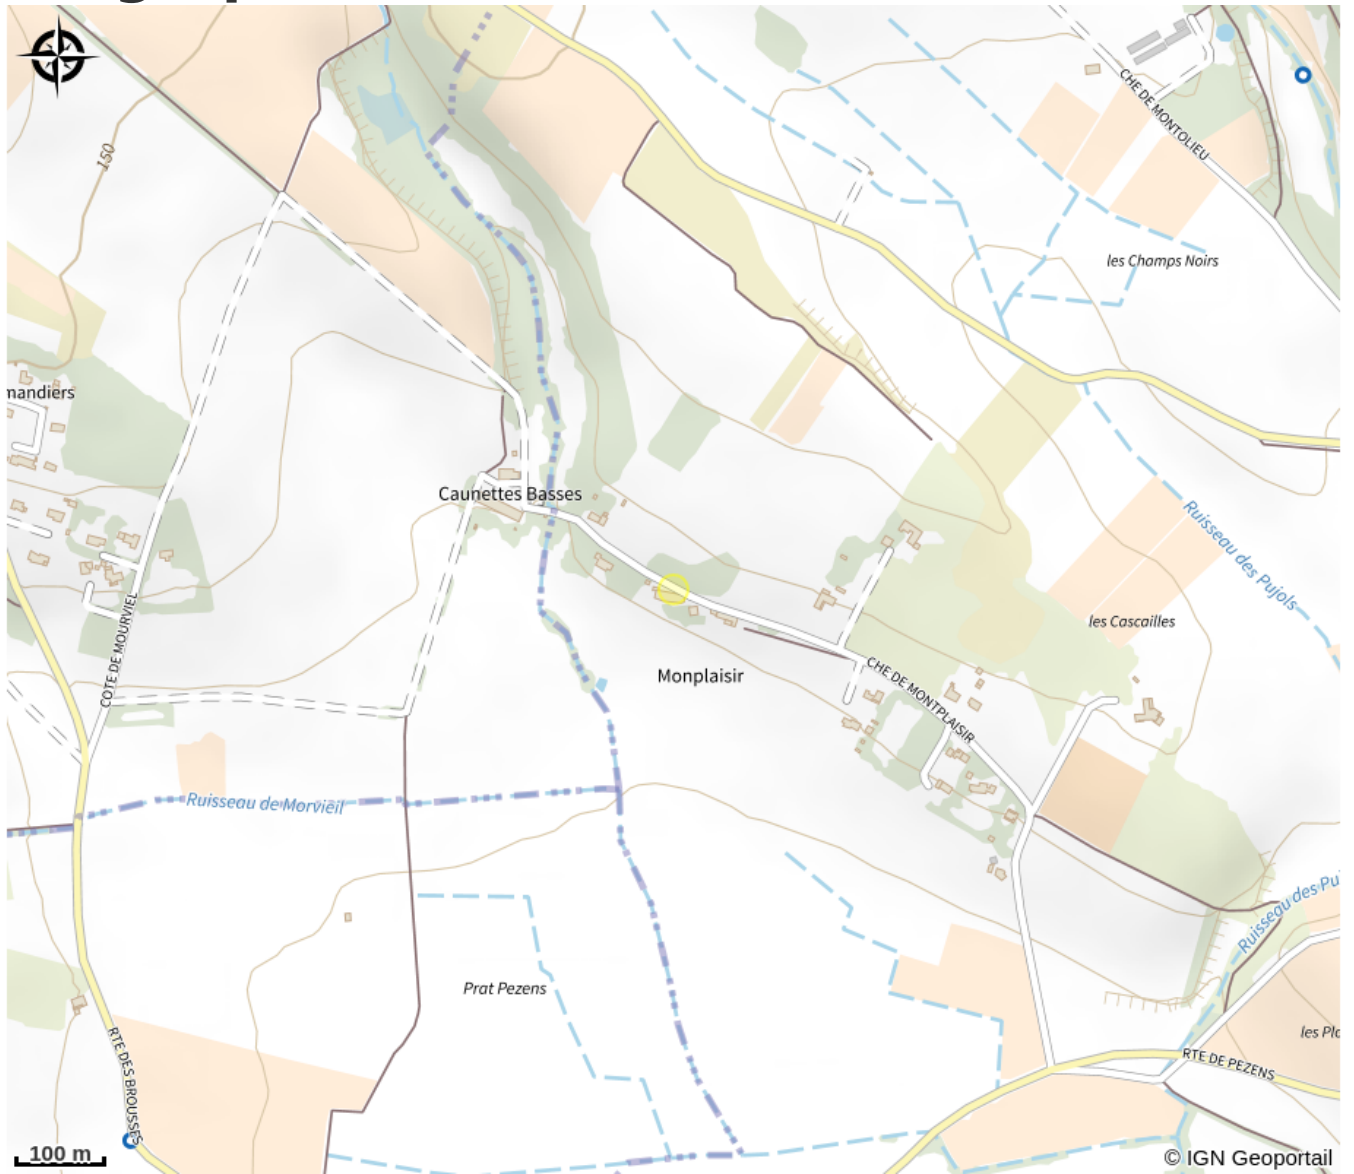 CHE DE MONTOLIEU
150
les Champs Noirs
mandiers
Caunettes Basses
Ruisseau des Pujols
COTE DE MOURVIEL
les Cascailles
Monplaisir
CHE DE MONTPLAISIR
Ruisseau de Morvieil
Ruisseau des Pu
Prat Pezens
les Pl
RTE DES BROUSSES
RTE DE PEZENS
100 m
© IGN Geoportail